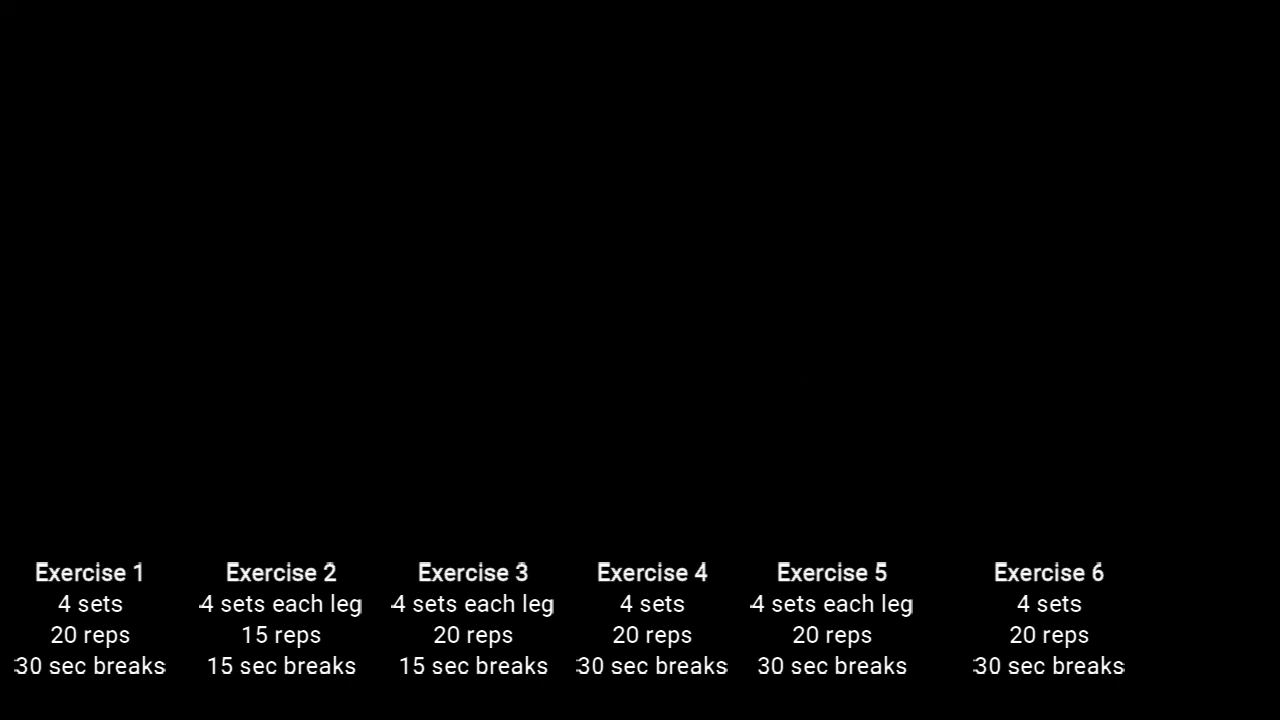 Exercise 1
4 sets
20 reps
30 sec breaks
Exercise 2
4 sets each leg
15 reps
15 sec breaks
Exercise 3
4 sets each leg
20 reps
15 sec breaks
Exercise 4
4 sets
20 reps
30 sec breaks
Exercise 5
4 sets each leg
20 reps
30 sec breaks
Exercise 6
4 sets
20 reps
30 sec breaks